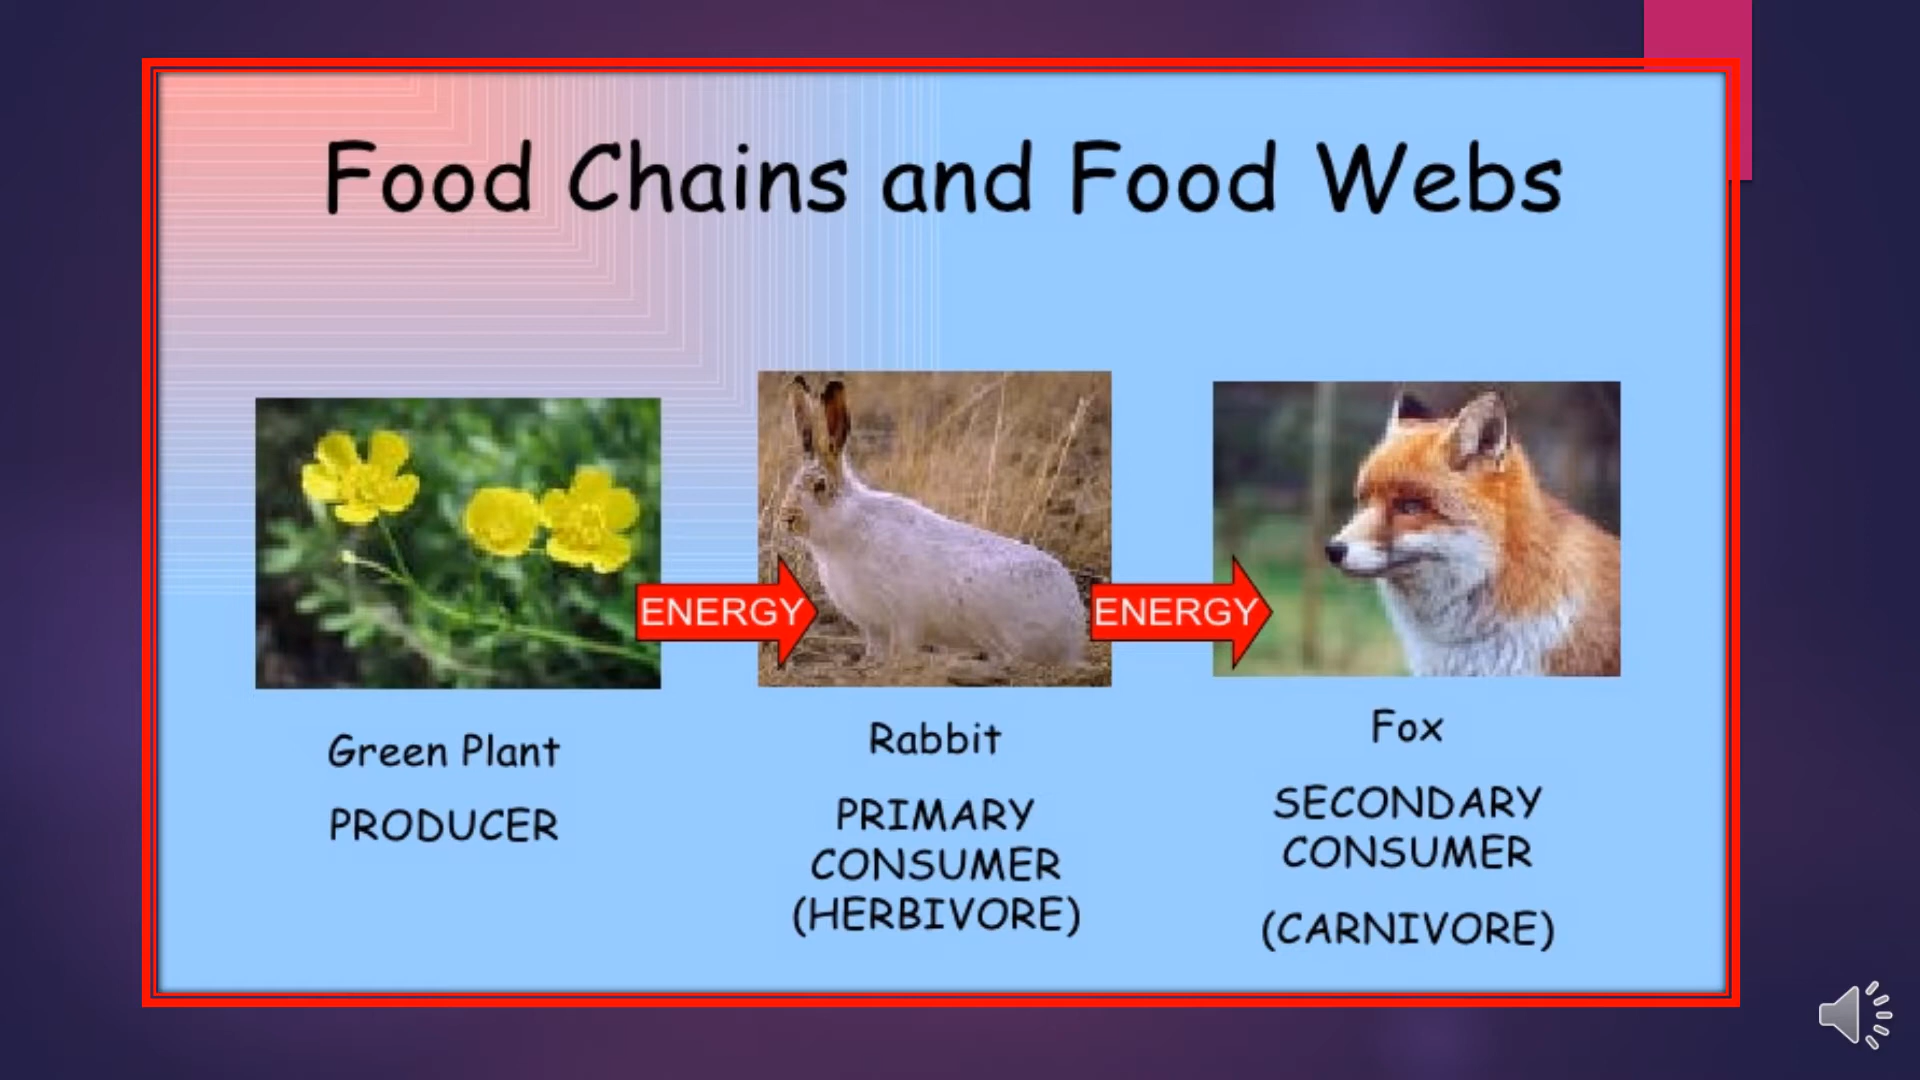 Food Chains and Food Webs
ENERGY
ENERGY
Green Plant
PRODUCER
Rabbit
PRIMARY
CONSUMER
(HERBIVORE)
Fox
SECONDARY
CONSUMER
(CARNIVORE)